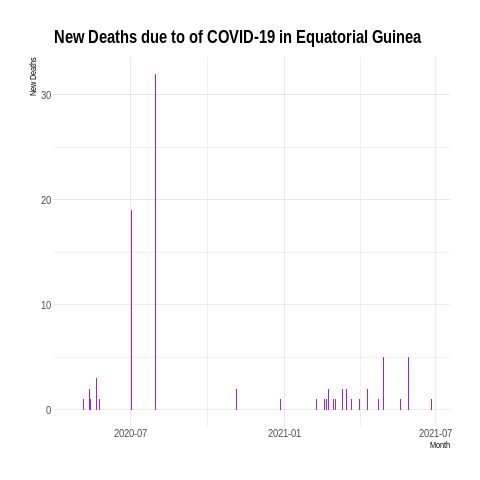 New Deaths due to of COVID-19 in Equatorial Guinea
New Deaths
30
20
10
0
2020-07
2021-01
2021-07
Month